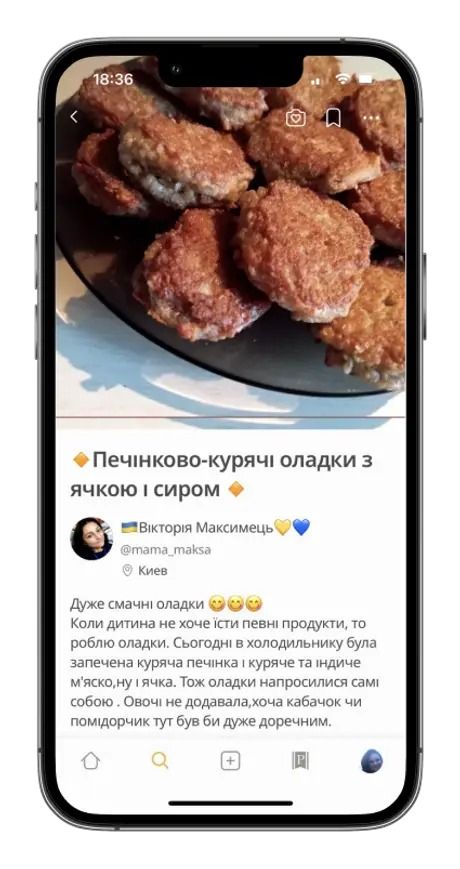 18:36
🔸Печінково-курячі оладки з
ячкою і сиром 🔸
🇺🇦Вікторія Максимець💛💙
@mama_maksa
Киев
Дуже смачні оладки 😋😋😋
Коли дитина не хоче їсти певні продукти, то
роблю оладки. Сьогодні в холодильнику була
запечена куряча печінка і куряче та індиче
м'яско,ну і ячка. Тож оладки напросилися самі
собою . Овочі не додавала,хоча кабачок чи
помідорчик тут був би дуже доречним.